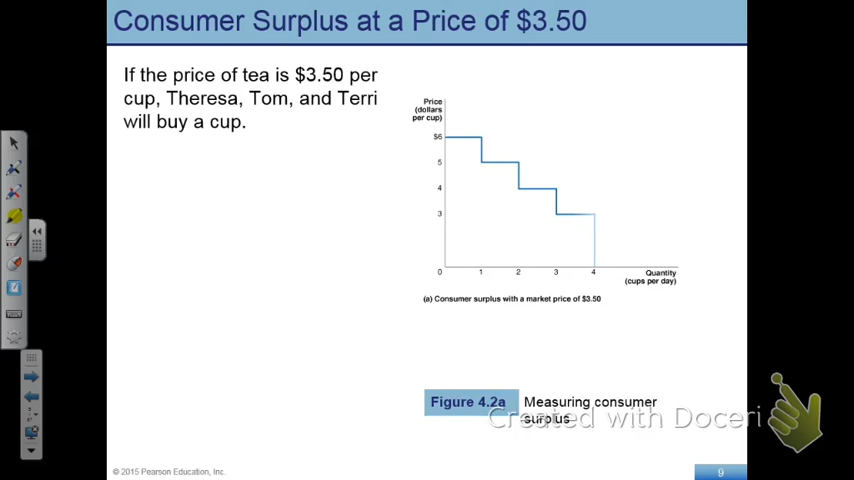 Consumer Surplus at a Price of $3.50
If the price of tea is $3.50 per
cup, Theresa, Tom, and Terri
will buy a cup.
Price
(dollars
per cup)
$6
5
4
3
0 1 2 3 4
Quantity
(cups per day)
(a) Consumer surplus with a market price of $3.50
Figure 4.2a
Measuring consumer
surplus
Created with Doceri
© 2015 Pearson Education, Inc.
9